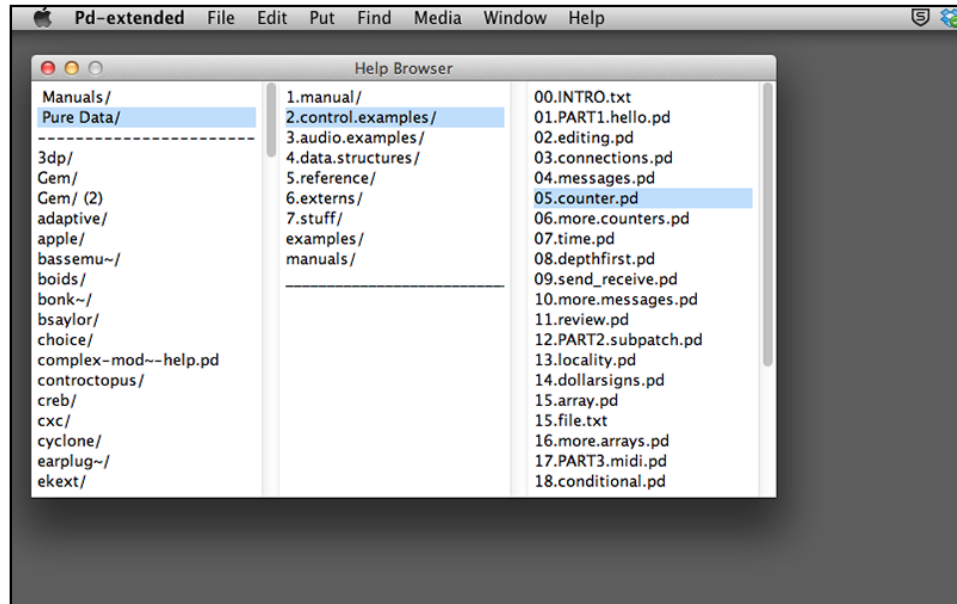 Pd-extended File Edit Put Find Media Window Help
Help Browser
Manuals/
Pure Data/
------------------------
3dp/
Gem/
Gem/ (2)
adaptive/
apple/
bassemu~/
boids/
bonk~/
bsaylor/
choice/
complex-mod~-help.pd
controctopus/
creb/
cxc/
cyclone/
earplug~/
ekext/
1.manual/
2.control.examples/
3.audio.examples/
4.data.structures/
5.reference/
6.externs/
7.stuff/
examples/
manuals/
___________________________
00.INTRO.txt
01.PART1.hello.pd
02.editing.pd
03.connections.pd
04.messages.pd
05.counter.pd
06.more.counters.pd
07.time.pd
08.depthfirst.pd
09.send_receive.pd
10.more.messages.pd
11.review.pd
12.PART2.subpatch.pd
13.locality.pd
14.dollarsigns.pd
15.array.pd
15.file.txt
16.more.arrays.pd
17.PART3.midi.pd
18.conditional.pd